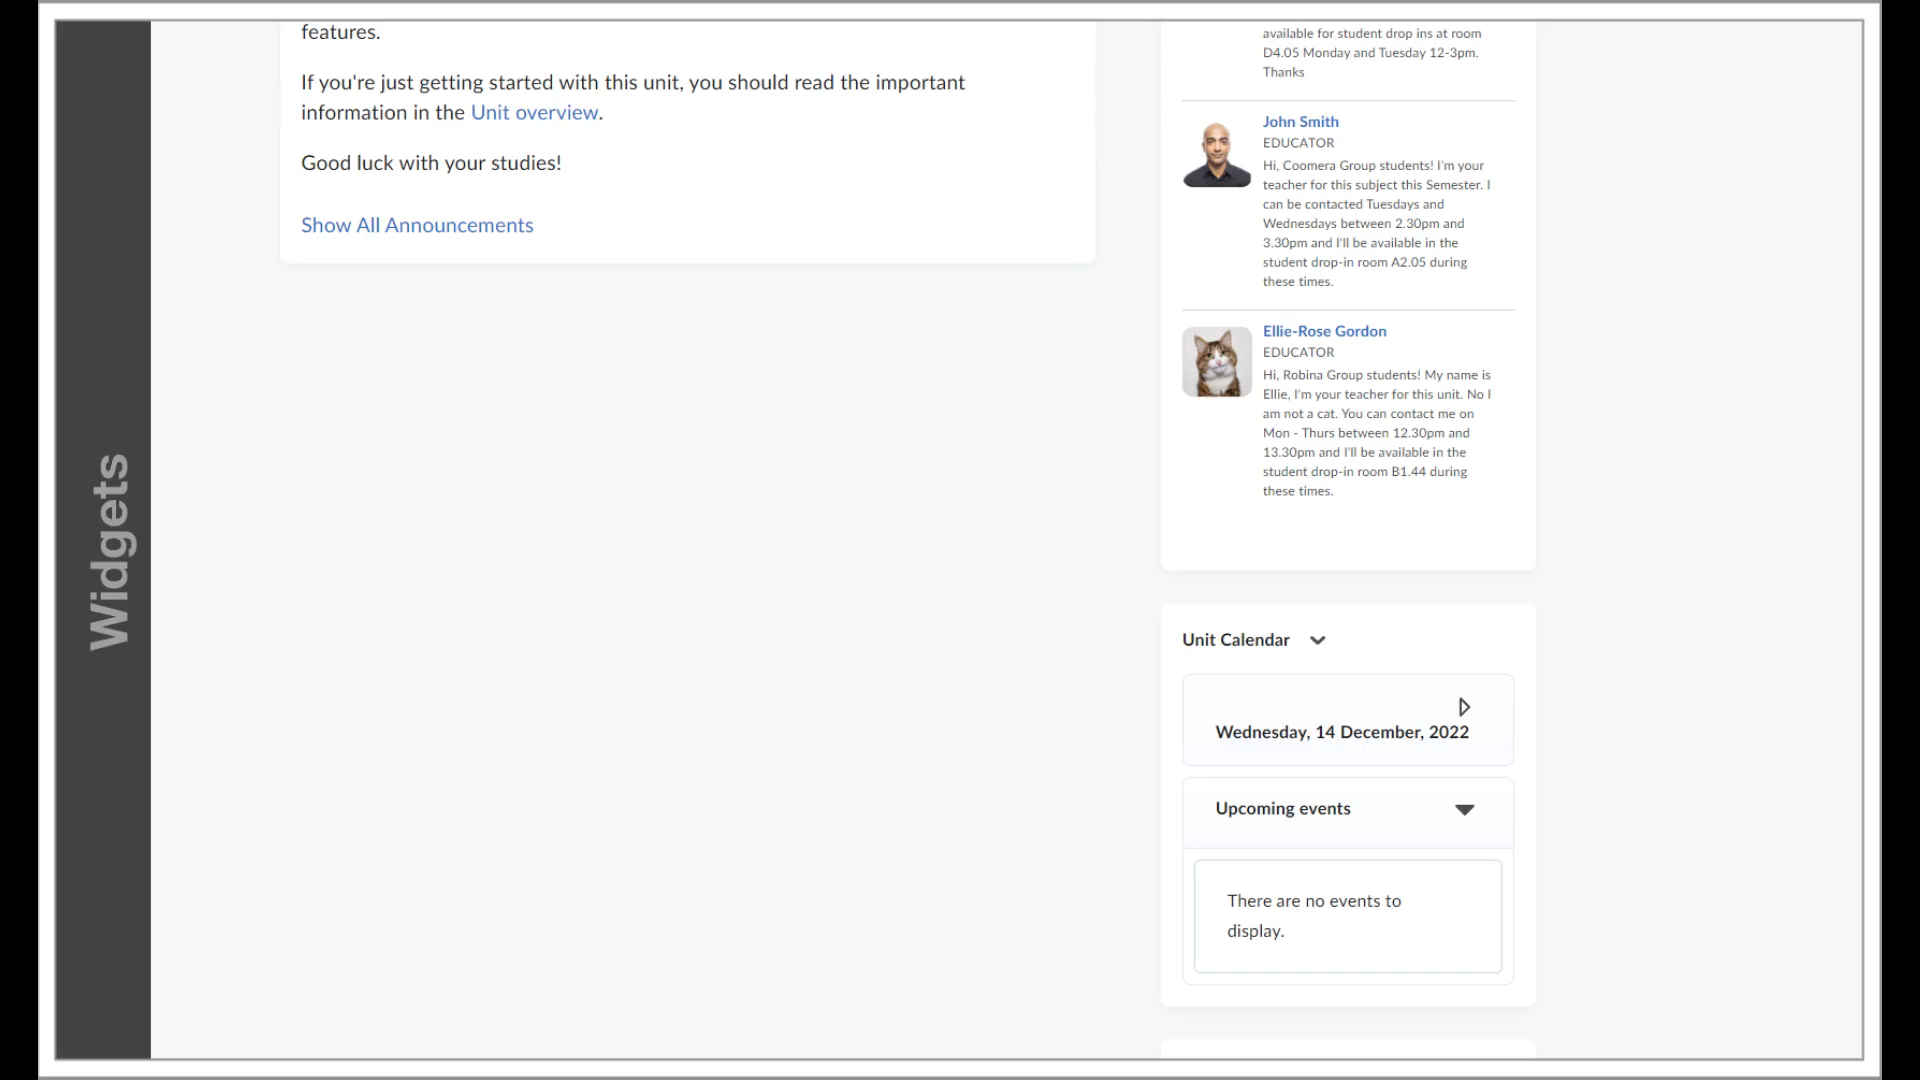 Widgets
features.
If you're just getting started with this unit, you should read the important
information in the Unit overview.
Good luck with your studies!
Show All Announcements
available for student drop ins at room
D4.05 Monday and Tuesday 12-3pm.
Thanks
John Smith
EDUCATOR
Hi, Coomera Group students! I'm your
teacher for this subject this Semester. I
can be contacted Tuesdays and
Wednesdays between 2.30pm and
3.30pm and I'll be available in the
student drop-in room A2.05 during
these times.
Ellie-Rose Gordon
EDUCATOR
Hi, Robina Group students! My name is
Ellie, I'm your teacher for this unit. No I
am not a cat. You can contact me on
Mon - Thurs between 12.30pm and
13.30pm and I'll be available in the
student drop-in room B1.44 during
these times.
Unit Calendar
Wednesday, 14 December, 2022
Upcoming events
There are no events to
display.